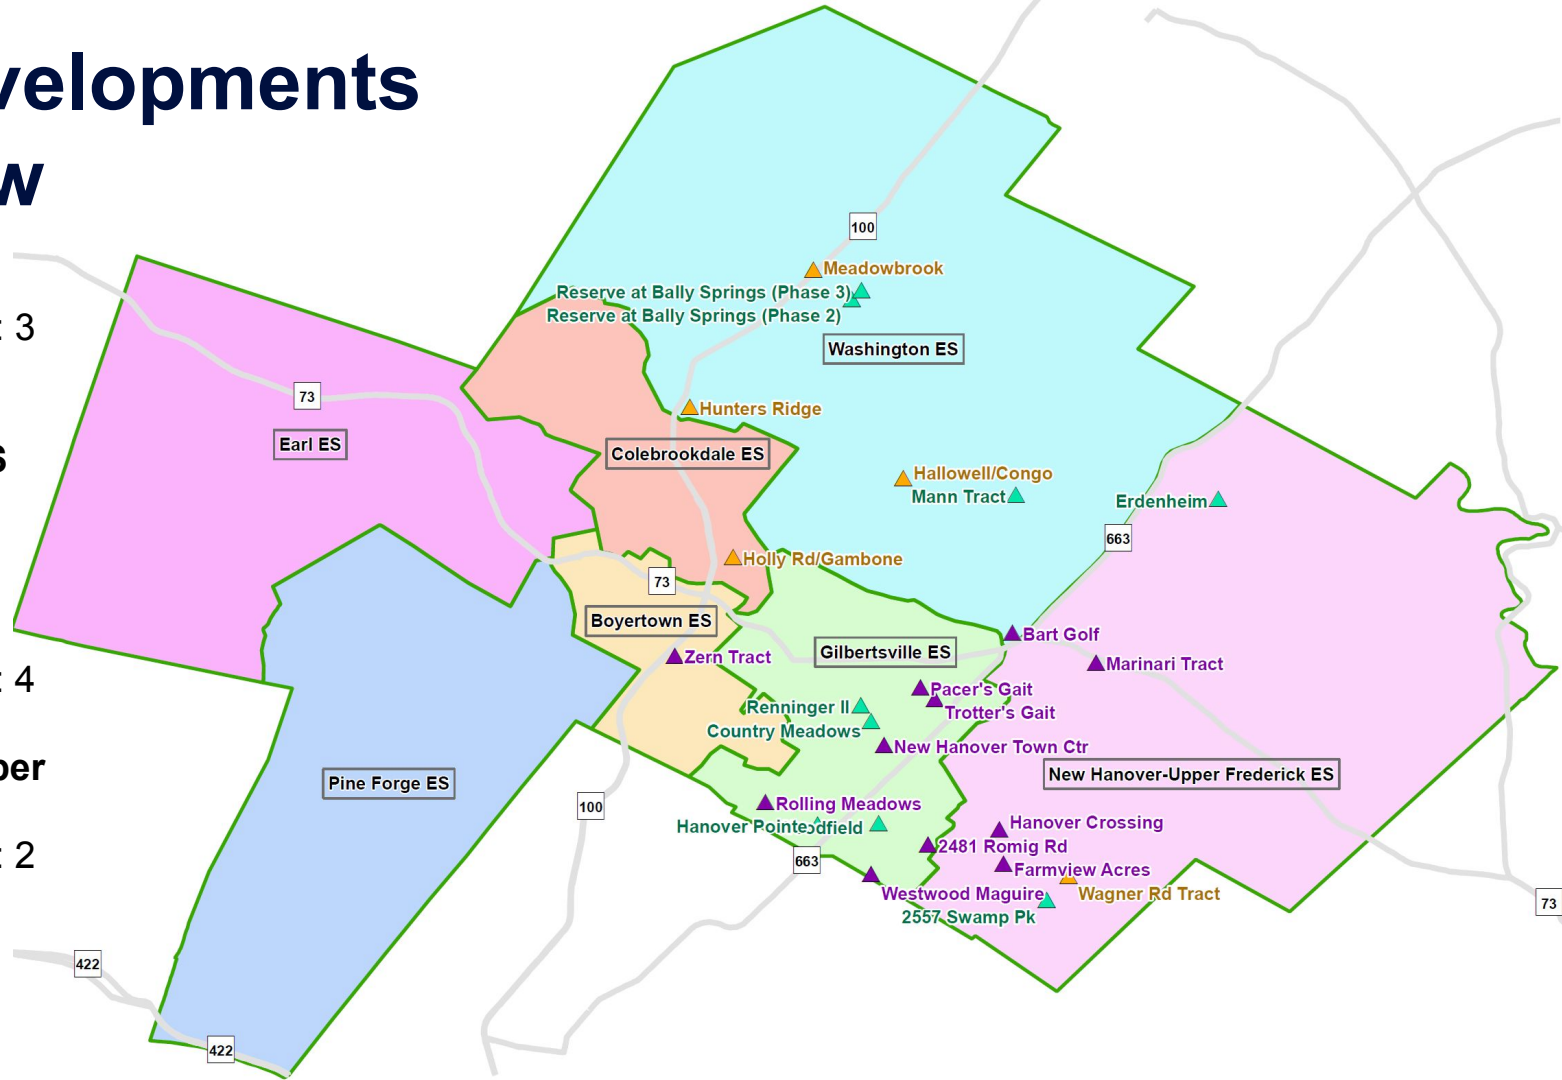 velopments
w
: 3
s
: 4
per
: 2
100
Meadowbrook
Reserve at Bally Springs (Phase 3)
Reserve at Bally Springs (Phase 2)
Washington ES
73
Hunters Ridge
Earl ES
Colebrookdale ES
Hallowell/Congo
Mann Tract
Erdenheim
663
Holly Rd/Gambone
73
Boyertown ES
Bart Golf
Gilbertsville ES
Zern Tract
Marinari Tract
Pacer's Gait
Renninger II
Trotter's Gait
Country Meadows
New Hanover Town Ctr
New Hanover-Upper Frederick ES
Pine Forge ES
100
Rolling Meadows
Hanover Pointe
dfield
Hanover Crossing
2481 Romig Rd
663
Farmview Acres
Westwood Maguire
Wagner Rd Tract
73
2557 Swamp Pk
422
422